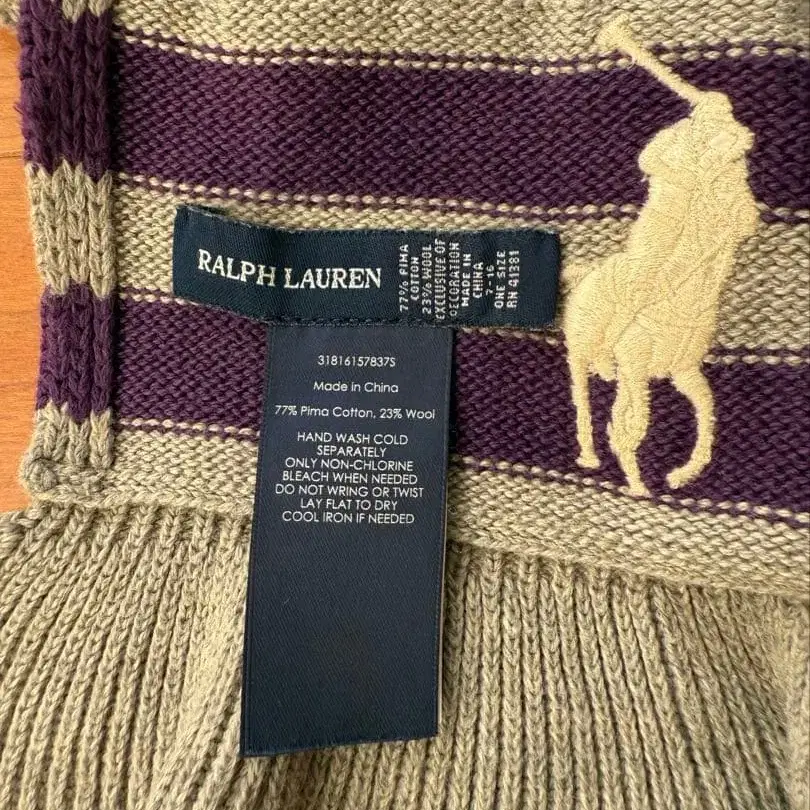 RALPH LAUREN
77% PIMA
COTTON
23% WOOL
EXCLUSIVE OF
DECORATION
MADE IN
CHINA
7-16
ONE SIZE
RN 41381
31816157837S
Made in China
77% Pima Cotton, 23% Wool
HAND WASH COLD
SEPARATELY
ONLY NON-CHLORINE
BLEACH WHEN NEEDED
DO NOT WRING OR TWIST
LAY FLAT TO DRY
COOL IRON IF NEEDED